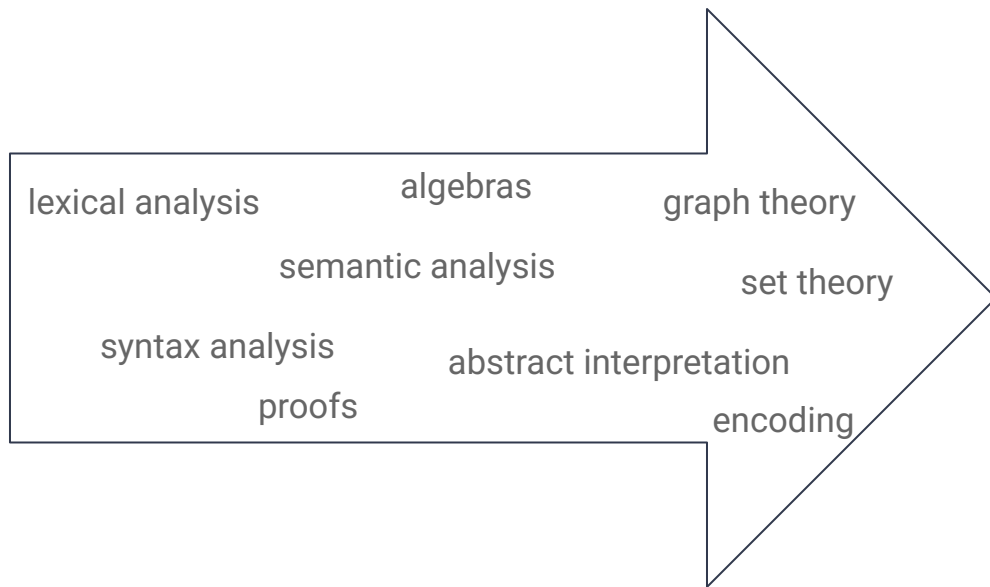 lexical analysis
algebras
graph theory
semantic analysis
set theory
syntax analysis
abstract interpretation
proofs
encoding